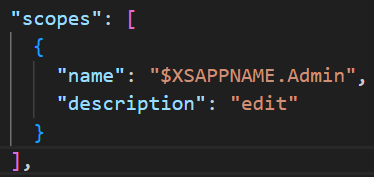 "scopes": [
{
"name": "$XSAPPNAME.Admin",
"description": "edit"
}
],